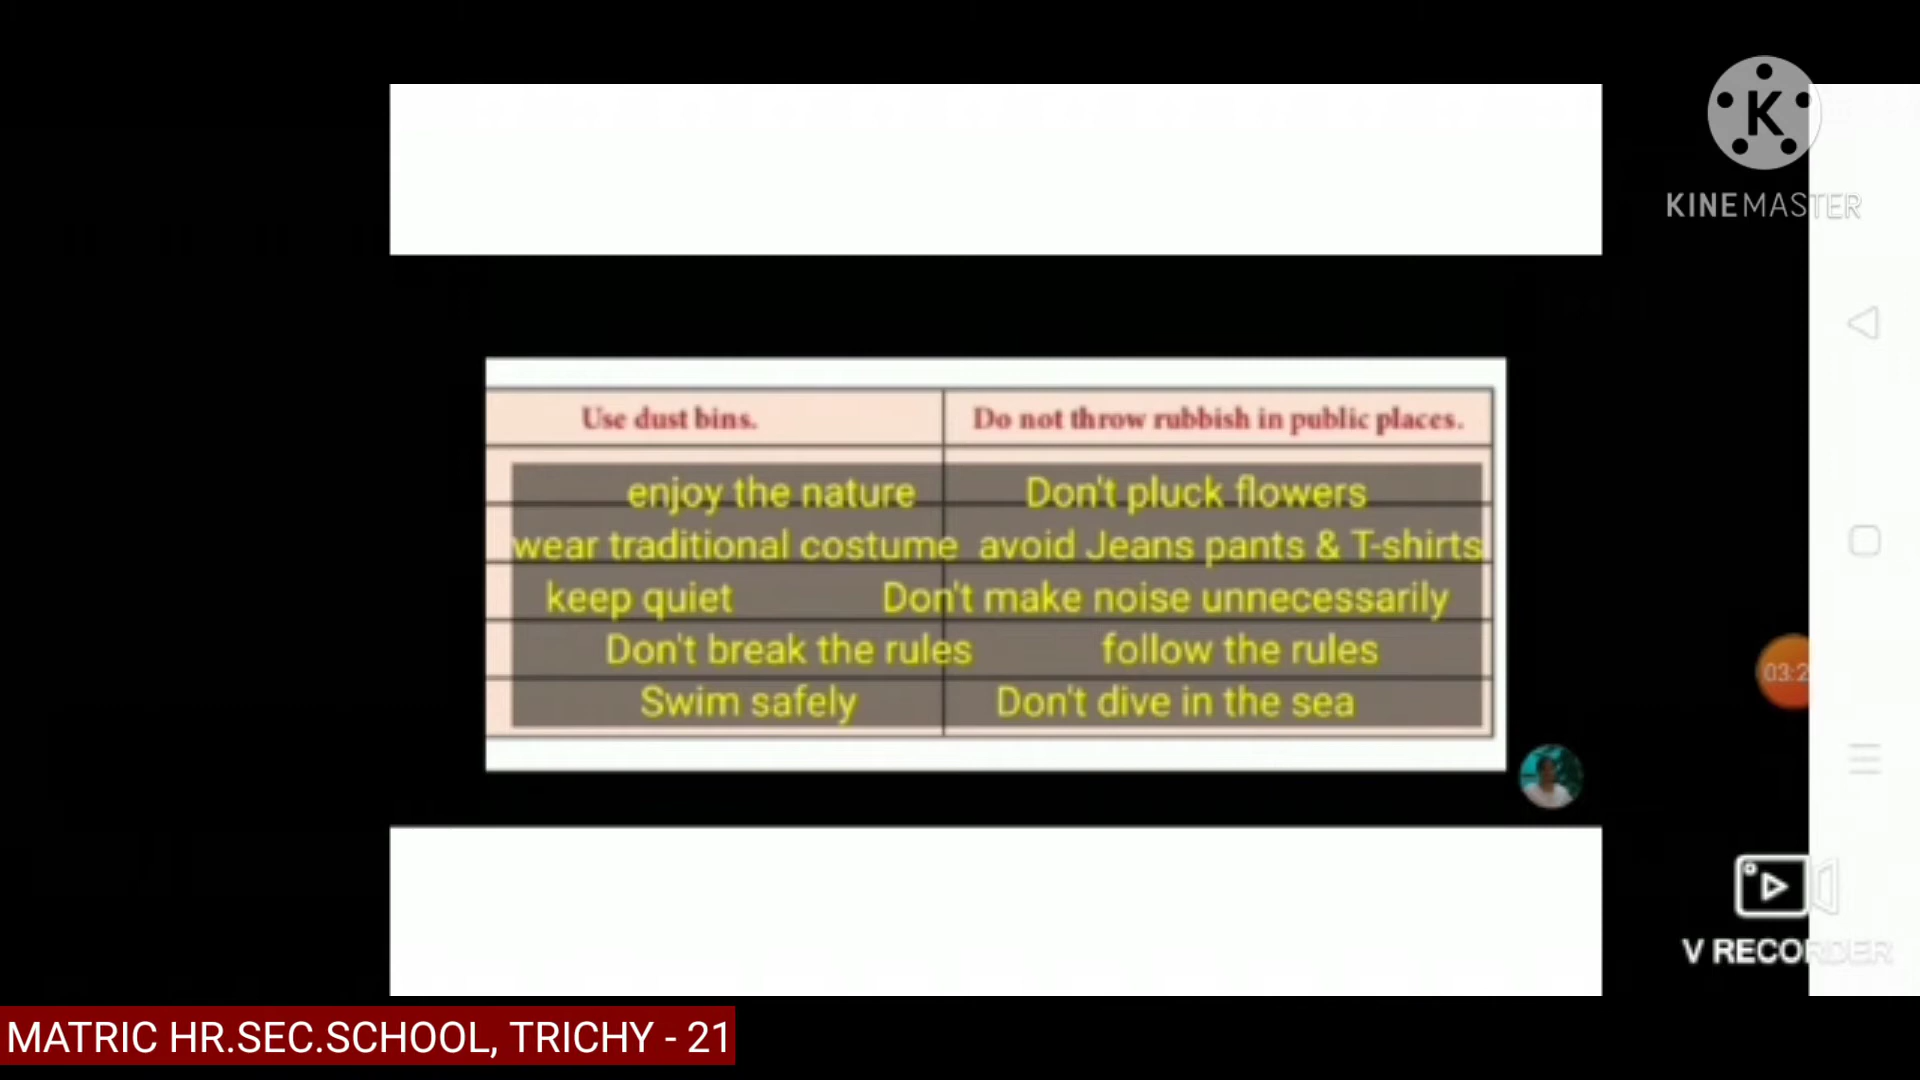 KINEMASTER
Use dust bins. Do not throw rubbish in public places.
enjoy the nature Don't pluck flowers
wear traditional costume avoid Jeans pants & T-shirts
keep quiet Don't make noise unnecessarily
Don't break the rules follow the rules
Swim safely Don't dive in the sea
03:2
V RECORDER
MATRIC HR.SEC.SCHOOL, TRICHY - 21